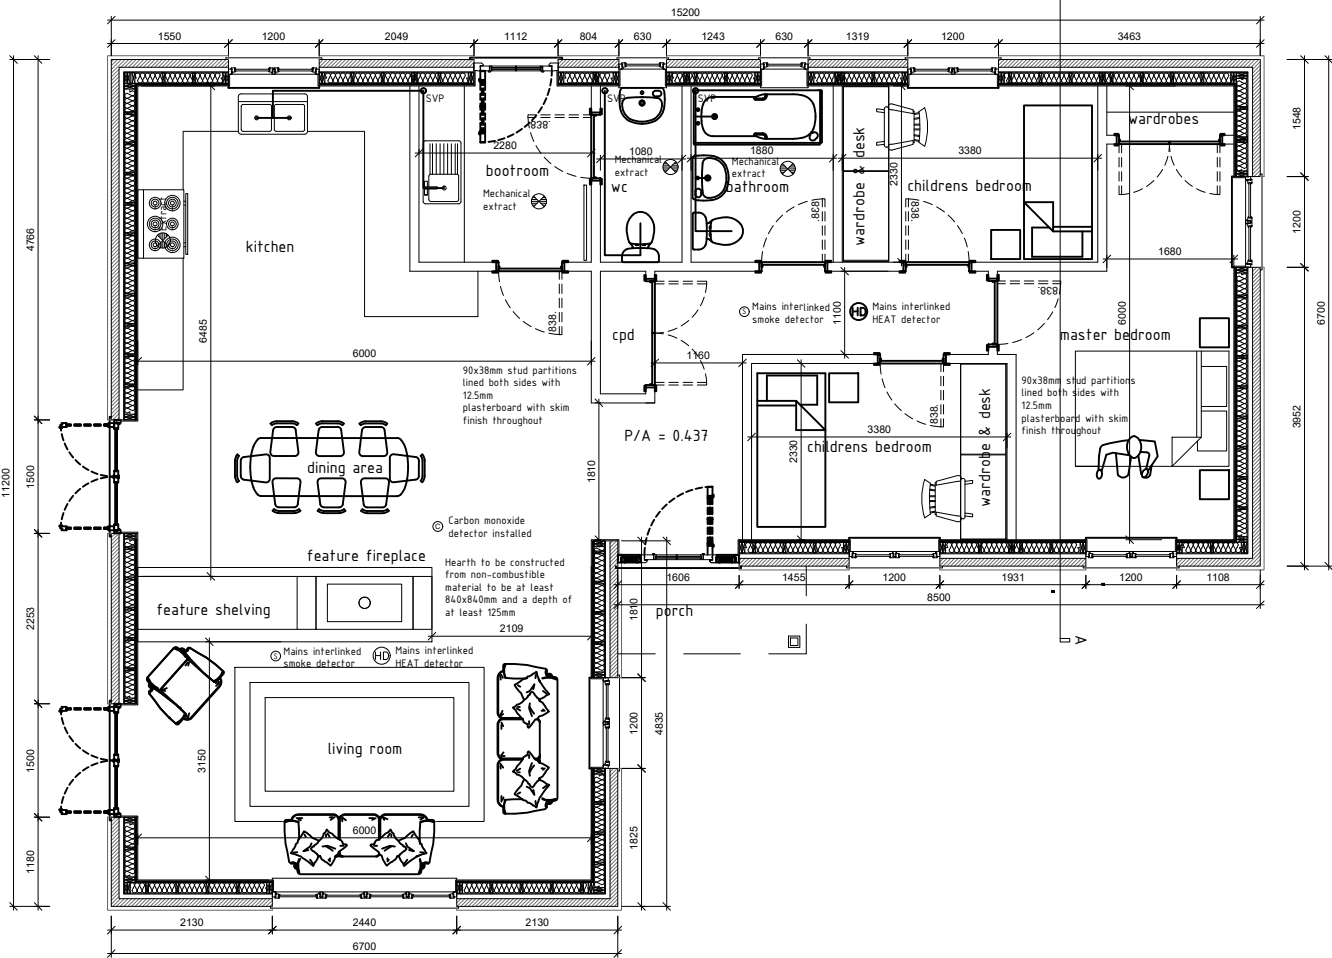 15200
1550 1200 2049 1112 804 630 1243 630 1319 1200 3463
SVP SVP SVP
838.
2280 1080 1880 3380
bootroom
Mechanical
extract
Mechanical
extract
wc
Mechanical
extract
bathroom
wardrobe & desk
2330
childrens bedroom
wardrobes
838. 838.
1680
kitchen
4766
1548
1200
6700
3952
11200
1500
2253
1500
1180
6485
6000
838.
cpd
S Mains interlinked
smoke detector
1100
HD Mains interlinked
HEAT detector
838.
6000
master bedroom
1160
90x38mm stud partitions
lined both sides with
12.5mm
plasterboard with skim
finish throughout
90x38mm stud partitions
lined both sides with
12.5mm
plasterboard with skim
finish throughout
838.
P/A = 0.437
3380
childrens bedroom
2330
wardrobe & desk
dining area
1810
C Carbon monoxide
detector installed
feature fireplace
Hearth to be constructed
from non-combustible
material to be at least
840x840mm and a depth of
at least 125mm
feature shelving
2109
1606 1455 1200 1931 1200 1108
8500
1810
porch
A
S Mains interlinked
smoke detector
HD Mains interlinked
HEAT detector
living room
3150
1200
4835
1825
6000
2130 2440 2130
6700